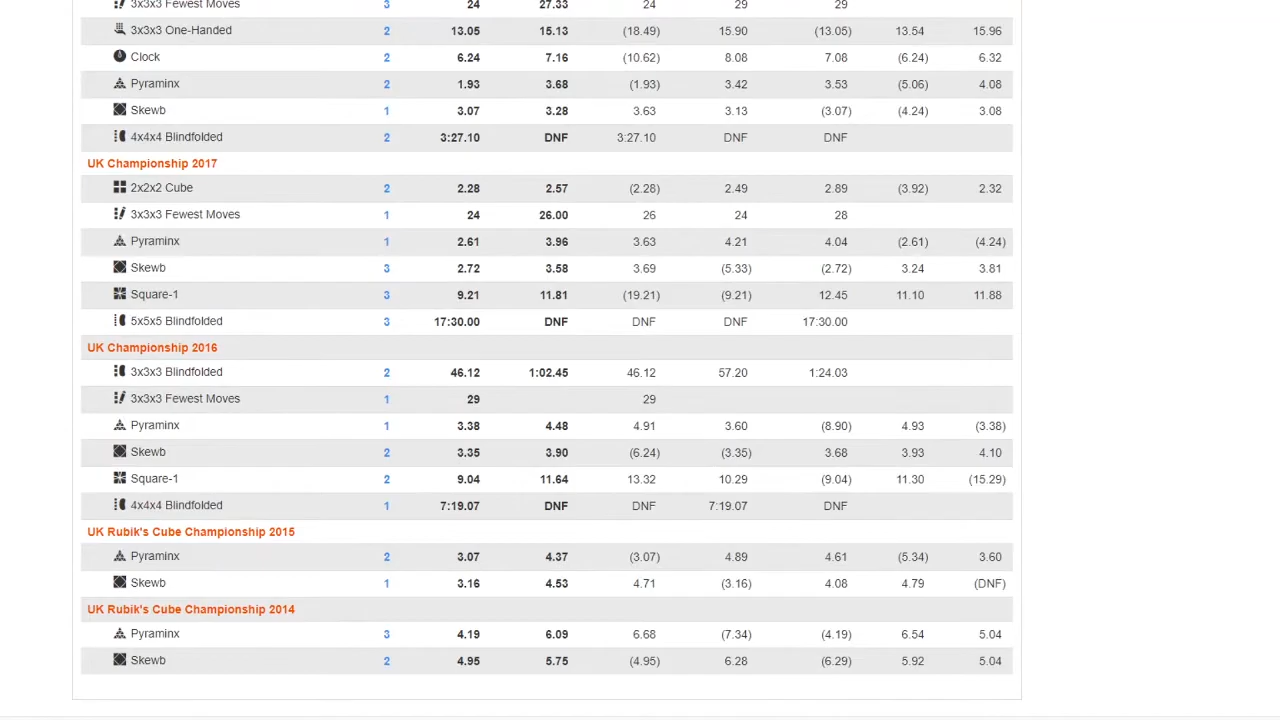 3x3x3 Fewest Moves 3 24 27.33 24 29 29
3x3x3 One-Handed 2 13.05 15.13 (18.49) 15.90 (13.05) 13.54 15.96
Clock 2 6.24 7.16 (10.62) 8.08 7.08 (6.24) 6.32
Pyraminx 2 1.93 3.68 (1.93) 3.42 3.53 (5.06) 4.08
Skewb 1 3.07 3.28 3.63 3.13 (3.07) (4.24) 3.08
4x4x4 Blindfolded 2 3:27.10 DNF 3:27.10 DNF DNF
UK Championship 2017
2x2x2 Cube 2 2.28 2.57 (2.28) 2.49 2.89 (3.92) 2.32
3x3x3 Fewest Moves 1 24 26.00 26 24 28
Pyraminx 1 2.61 3.96 3.63 4.21 4.04 (2.61) (4.24)
Skewb 3 2.72 3.58 3.69 (5.33) (2.72) 3.24 3.81
Square-1 3 9.21 11.81 (19.21) (9.21) 12.45 11.10 11.88
5x5x5 Blindfolded 3 17:30.00 DNF DNF DNF 17:30.00
UK Championship 2016
3x3x3 Blindfolded 2 46.12 1:02.45 46.12 57.20 1:24.03
3x3x3 Fewest Moves 1 29 29
Pyraminx 1 3.38 4.48 4.91 3.60 (8.90) 4.93 (3.38)
Skewb 2 3.35 3.90 (6.24) (3.35) 3.68 3.93 4.10
Square-1 2 9.04 11.64 13.32 10.29 (9.04) 11.30 (15.29)
4x4x4 Blindfolded 1 7:19.07 DNF DNF 7:19.07 DNF
UK Rubik's Cube Championship 2015
Pyraminx 2 3.07 4.37 (3.07) 4.89 4.61 (5.34) 3.60
Skewb 1 3.16 4.53 4.71 (3.16) 4.08 4.79 (DNF)
UK Rubik's Cube Championship 2014
Pyraminx 3 4.19 6.09 6.68 (7.34) (4.19) 6.54 5.04
Skewb 2 4.95 5.75 (4.95) 6.28 (6.29) 5.92 5.04